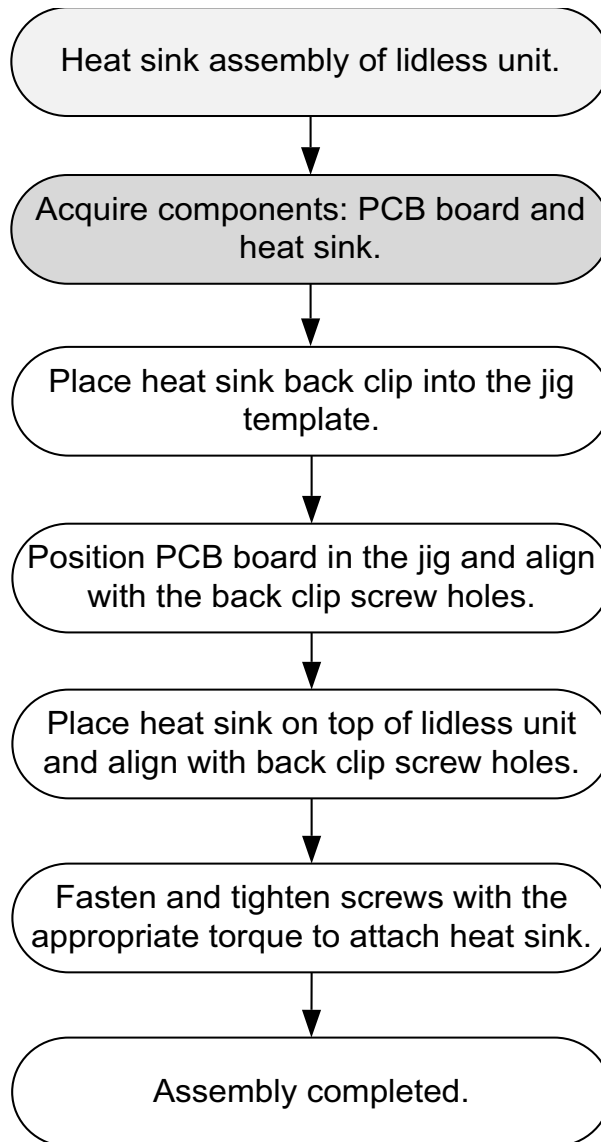 Heat sink assembly of lidless unit.
Acquire components: PCB board and
heat sink.
Place heat sink back clip into the jig
template.
Position PCB board in the jig and align
with the back clip screw holes.
Place heat sink on top of lidless unit
and align with back clip screw holes.
Fasten and tighten screws with the
appropriate torque to attach heat sink.
Assembly completed.